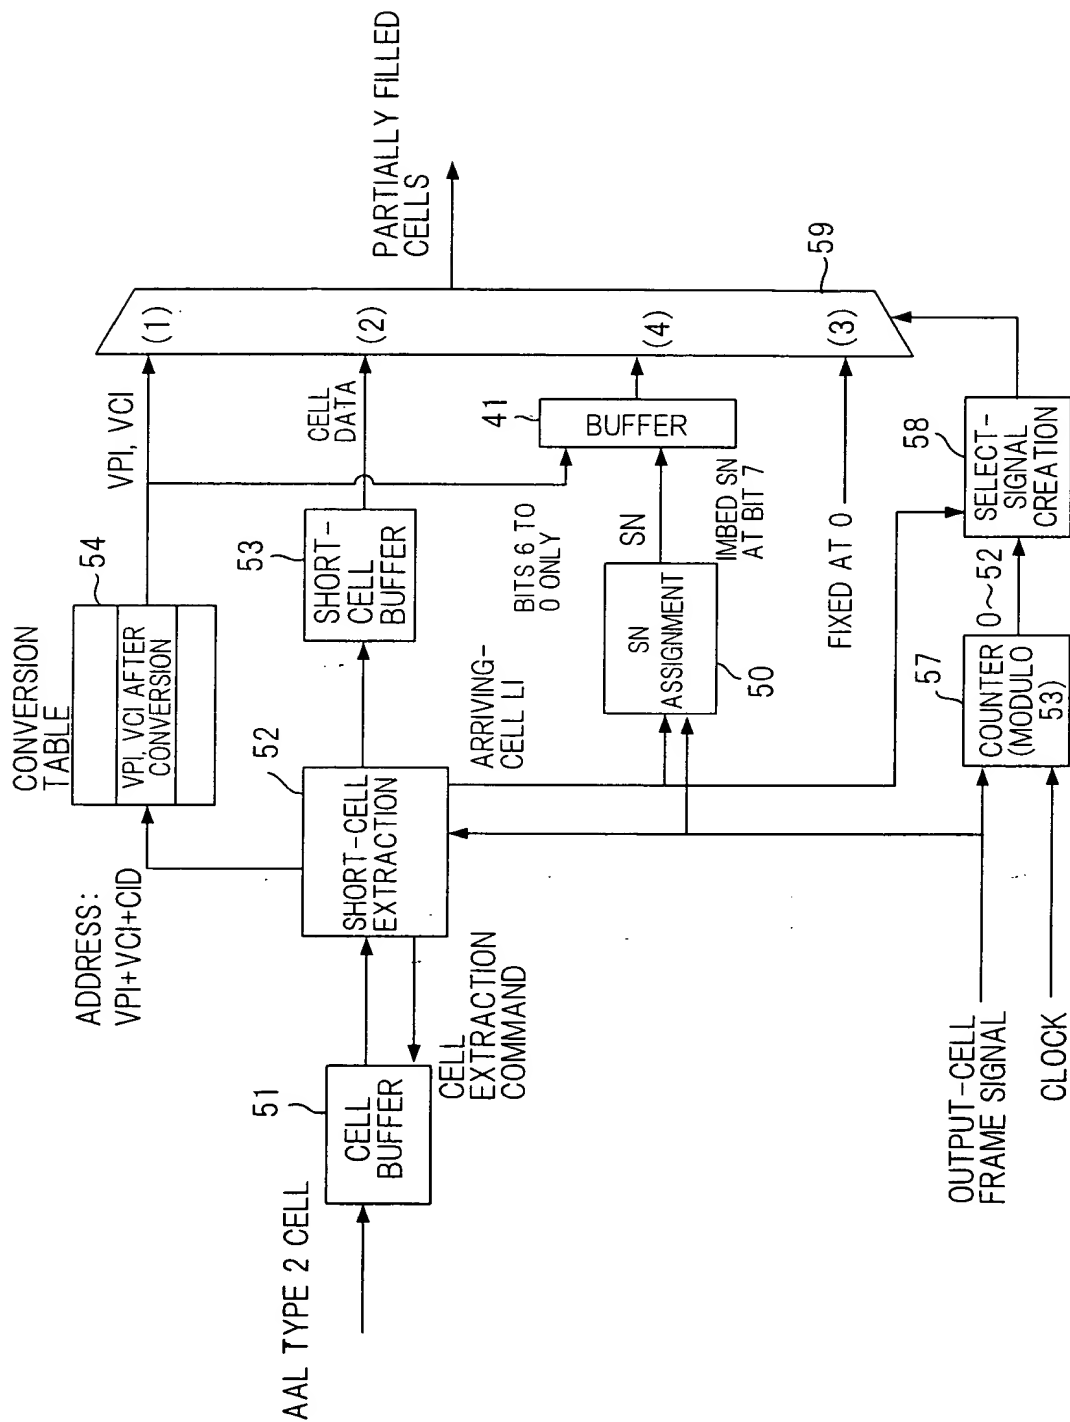 AAL TYPE 2 CELL
51
CELL
BUFFER
CELL
EXTRACTION
COMMAND
ADDRESS:
VPI+VCI+CID
52
SHORT-CELL
EXTRACTION
CONVERSION
TABLE
54
VPI, VCI AFTER
CONVERSION
53
SHORT-
CELL
BUFFER
ARRIVING-
CELL LI
VPI, VCI
CELL
DATA
BITS 6 TO
0 ONLY
41
BUFFER
SN
ASSIGNMENT
50
SN
IMBED SN
AT BIT 7
FIXED AT 0
OUTPUT-CELL
FRAME SIGNAL
CLOCK
57
COUNTER
(MODULO
53)
0~52
58
SELECT-
SIGNAL
CREATION
(1)
(2)
(4)
(3)
59
PARTIALLY FILLED
CELLS